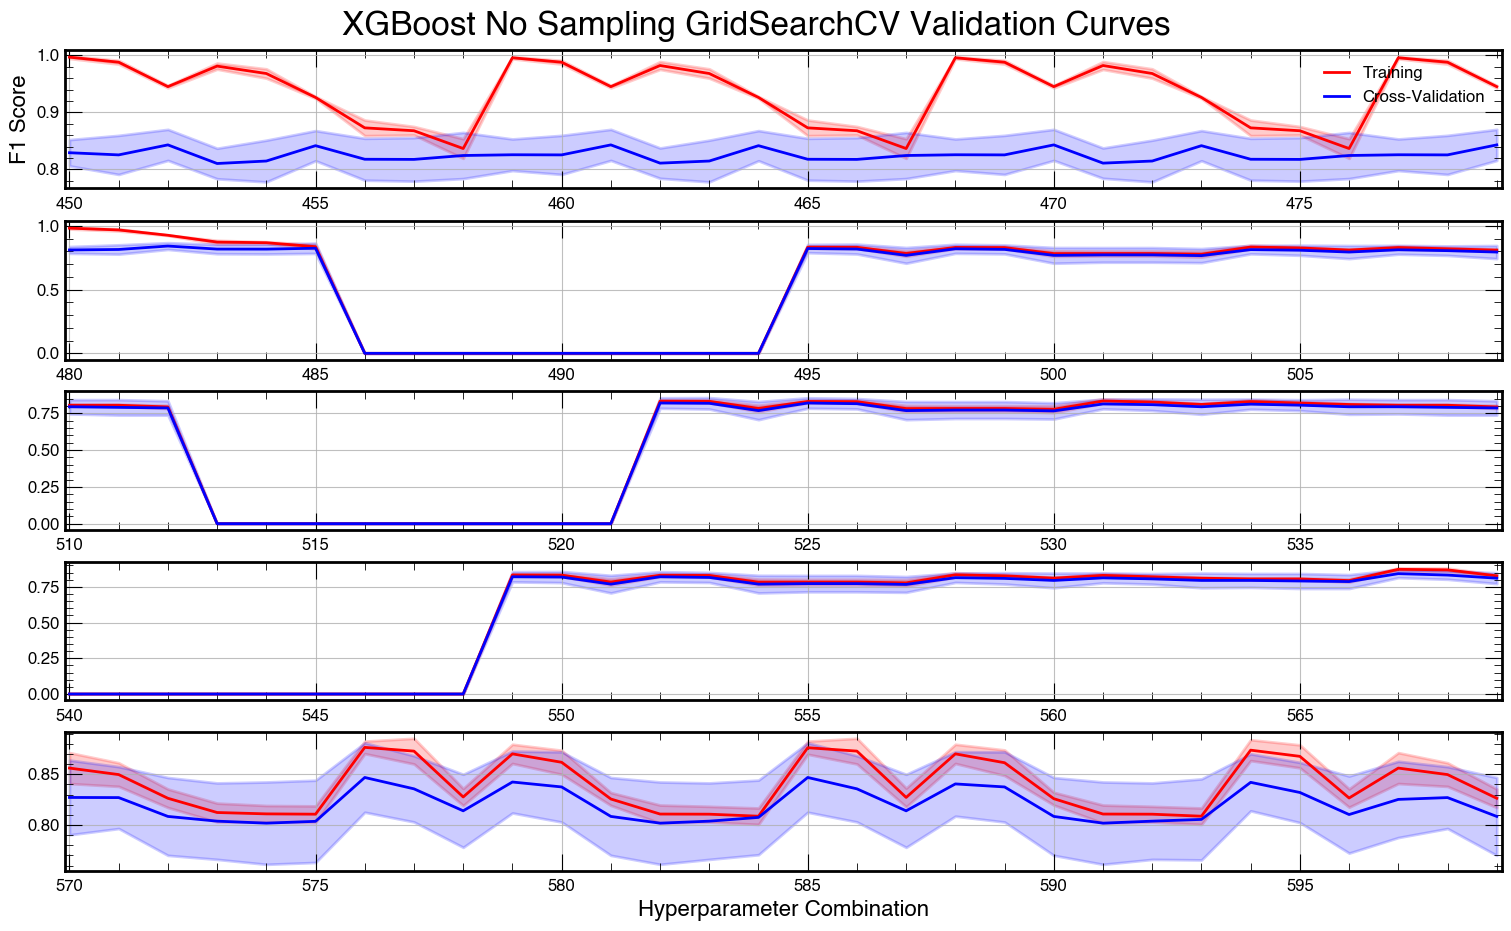 XGBoost No Sampling GridSearchCV Validation Curves
F1 Score
1.0
0.9
0.8
Training
Cross-Validation
450 455 460 465 470 475
1.0
0.5
0.0
480 485 490 495 500 505
0.75
0.50
0.25
0.00
510 515 520 525 530 535
0.75
0.50
0.25
0.00
540 545 550 555 560 565
0.85
0.80
570 575 580 585 590 595
Hyperparameter Combination